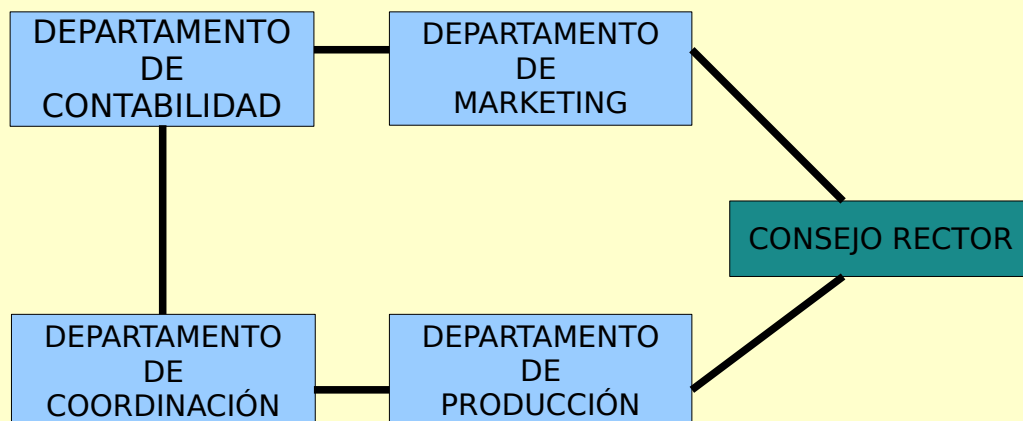 DEPARTAMENTO
DE
CONTABILIDAD
DEPARTAMENTO
DE
MARKETING
CONSEJO RECTOR
DEPARTAMENTO
DE
COORDINACIÓN
DEPARTAMENTO
DE
PRODUCCIÓN